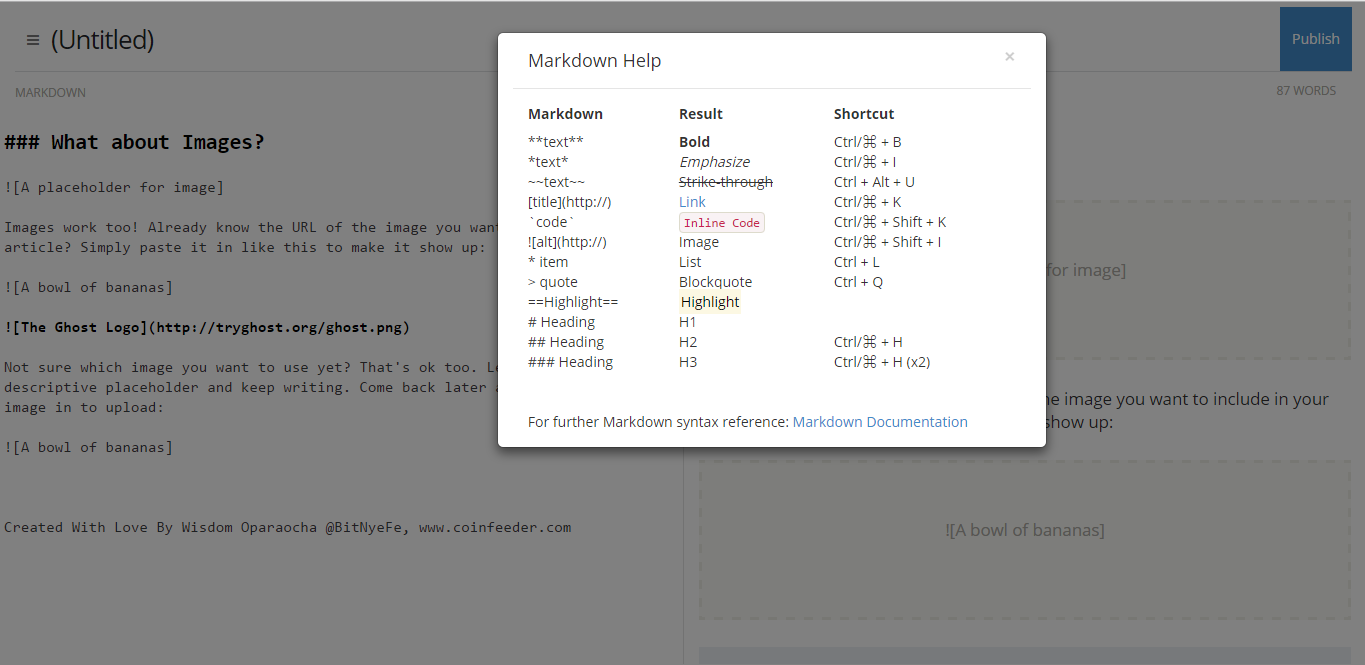 ≡ (Untitled)
Publish
MARKDOWN
87 WORDS
### What about Images?
![A placeholder for image]
Images work too! Already know the URL of the image you want
article? Simply paste it in like this to make it show up:
![A bowl of bananas]
![The Ghost Logo](http://tryghost.org/ghost.png)
Not sure which image you want to use yet? That's ok too.
descriptive placeholder and keep writing. Come back later
image in to upload:
![A bowl of bananas]
Created With Love By Wisdom Oparaocha @BitNyeFe, www.coinfeeder.com
Markdown Help ×
Markdown Result Shortcut
**text** Bold Ctrl/⌘ + B
*text* Emphasize Ctrl/⌘ + I
~~text~~ Strike-through Ctrl + Alt + U
[title](http://) Link Ctrl/⌘ + K
`code` Inline Code Ctrl/⌘ + Shift + K
![alt](http://) Image Ctrl/⌘ + Shift + I
* item List Ctrl + L
> quote Blockquote Ctrl + Q
==Highlight== Highlight
# Heading H1
## Heading H2 Ctrl/⌘ + H
### Heading H3 Ctrl/⌘ + H (x2)
For further Markdown syntax reference: Markdown Documentation
for image]
image you want to include in your
show up:
![A bowl of bananas]